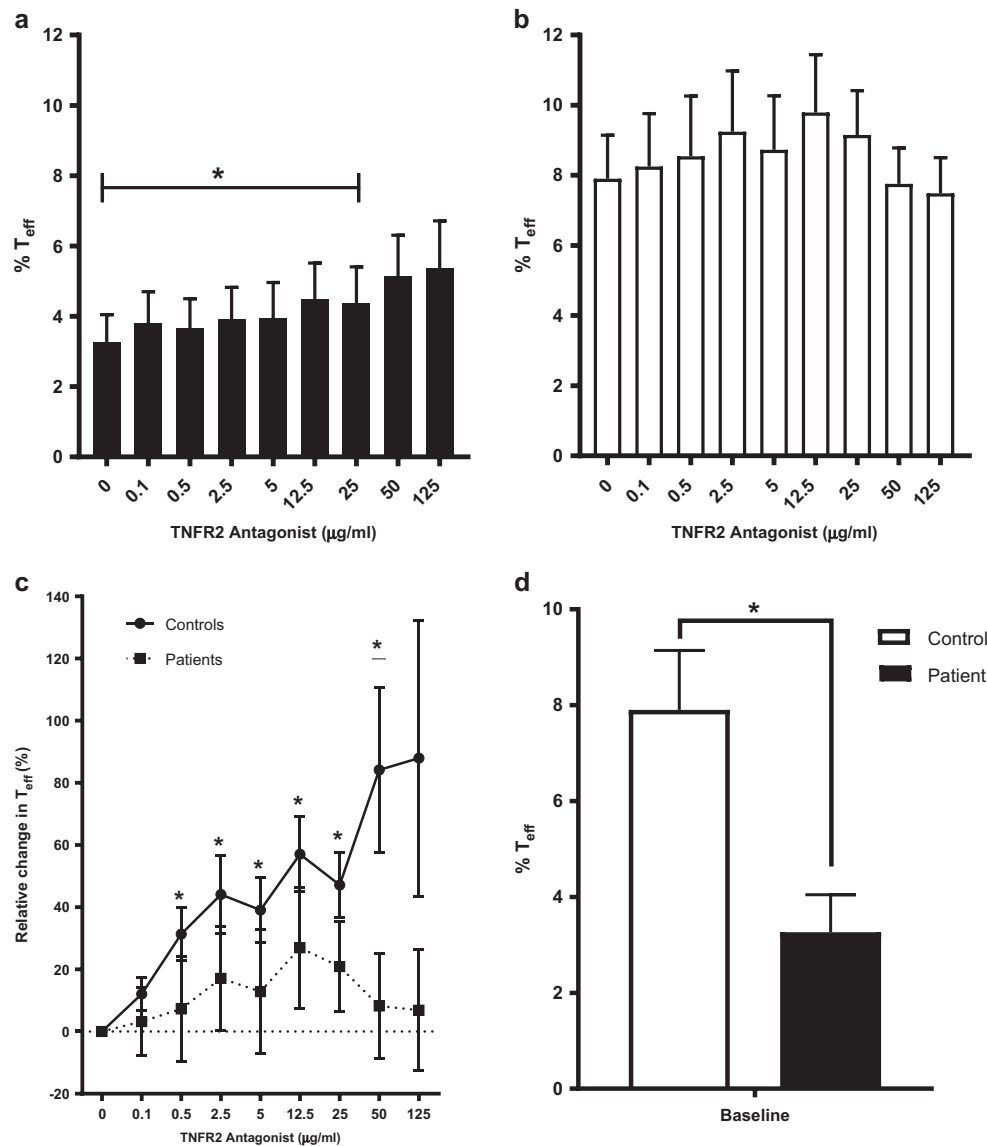 a
12
10
8
6
4
2
0
*
% Teff
0 0.1 0.5 2.5 5 12.5 25 50 125
TNFR2 Antagonist (μg/ml)
b
12
10
8
6
4
2
0
% Teff
0 0.1 0.5 2.5 5 12.5 25 50 125
TNFR2 Antagonist (μg/ml)
c
140
120
100
80
60
40
20
0
-20
Relative change in Teff (%)
Controls
Patients
* * * * * *
0 0.1 0.5 2.5 5 12.5 25 50 125
TNFR2 Antagonist (μg/ml)
d
10
8
6
4
2
0
% Teff
*
Control
Patient
Baseline